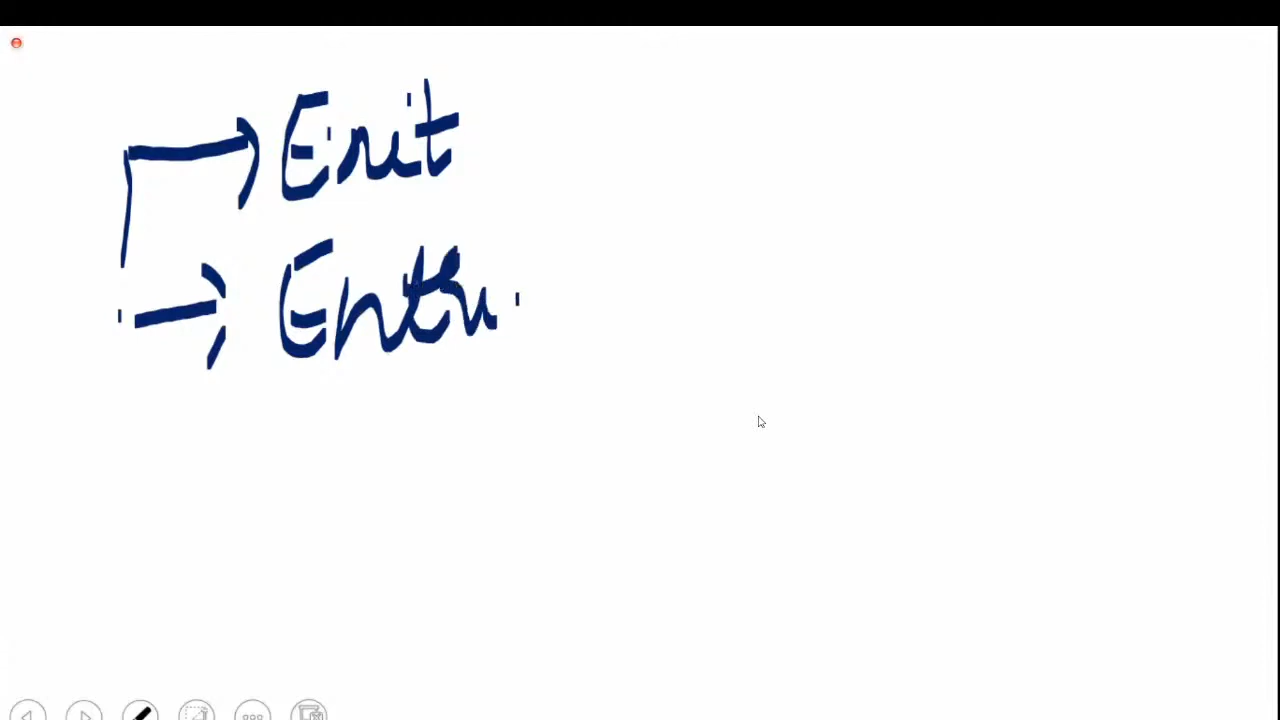 → Exit
→ Entry